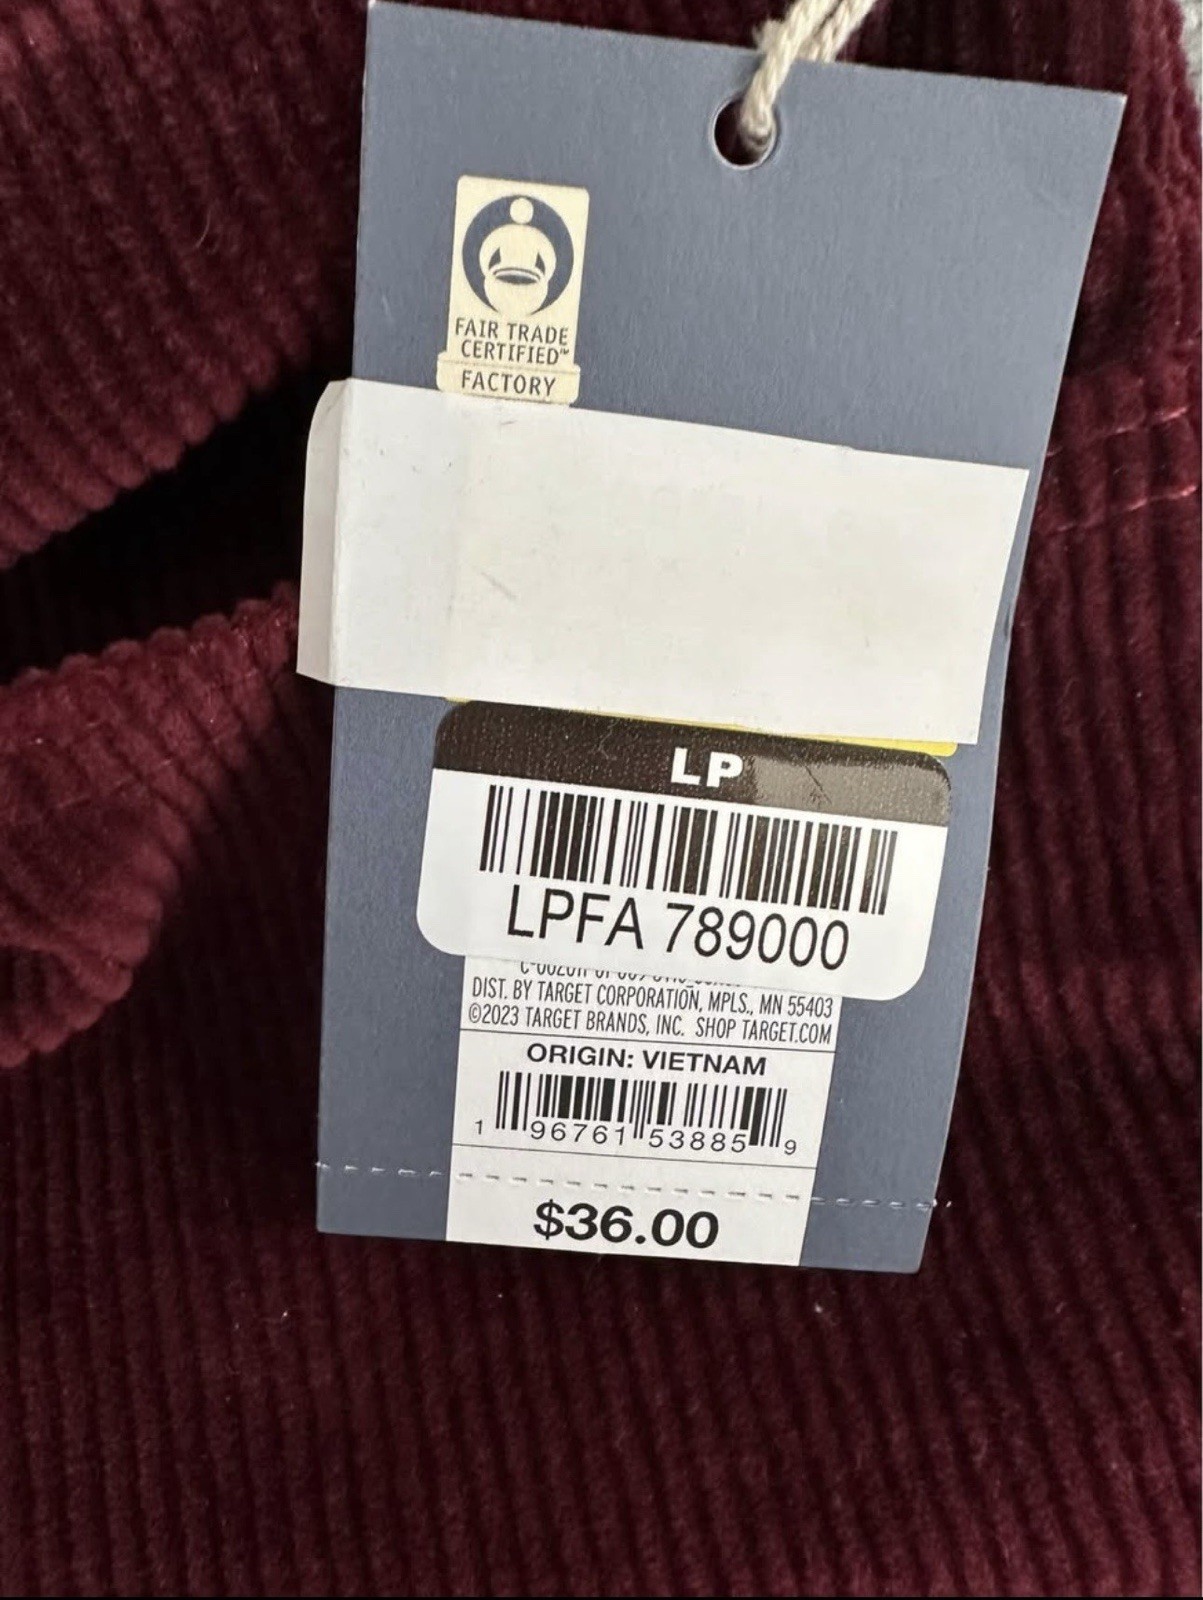 FAIR TRADE
CERTIFIED™
FACTORY
LP
LPFA 789000
DIST. BY TARGET CORPORATION, MPLS., MN 55403
©2023 TARGET BRANDS, INC. SHOP TARGET.COM
ORIGIN: VIETNAM
1 96761 53885 9
$36.00